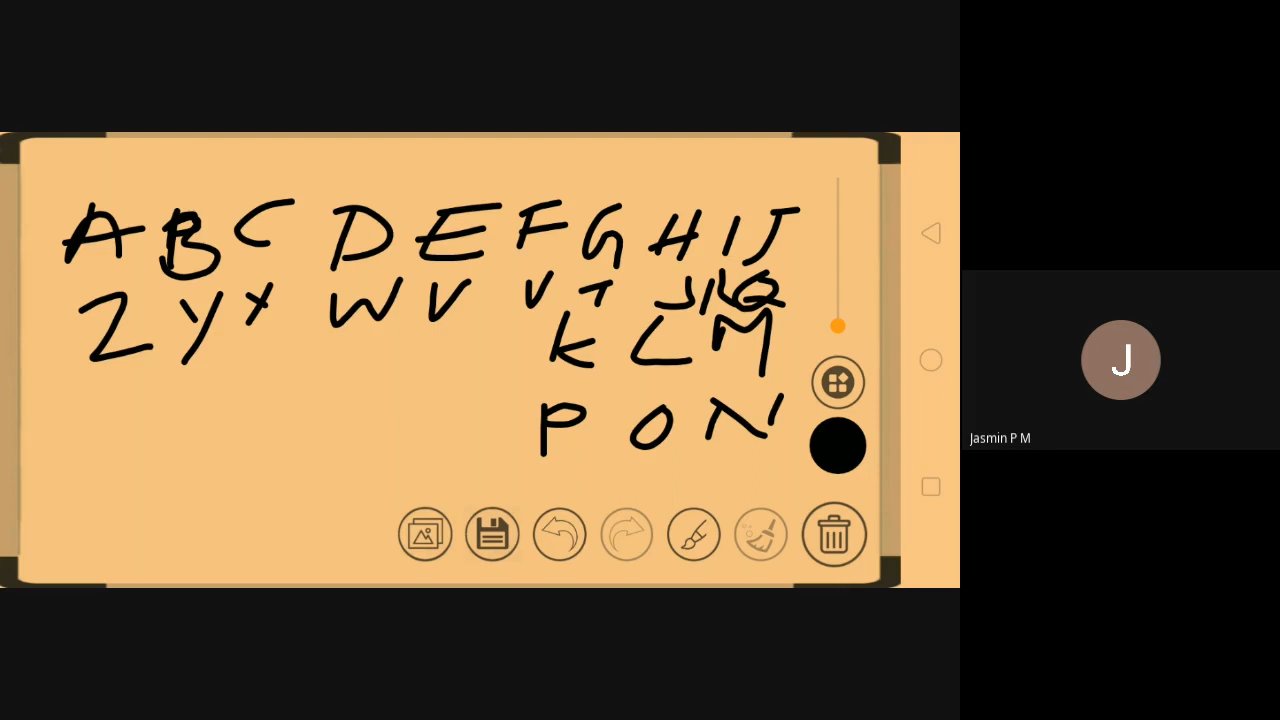 A B C D E F G H I J
Z Y X W V V T J R Q
K L M
P O N
J
Jasmin P M